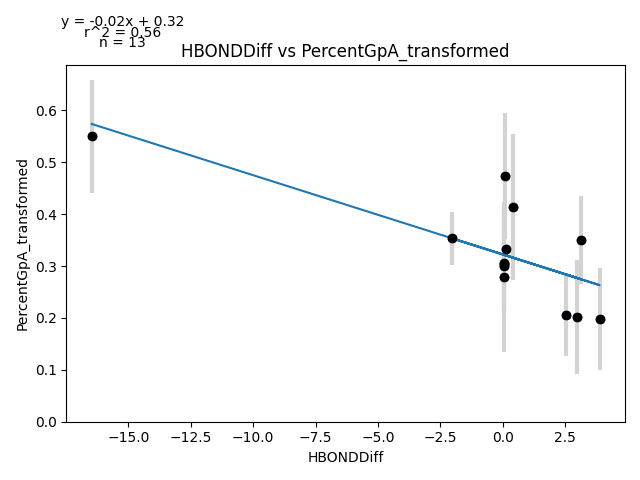 y = -0.02x + 0.32
r^2 = 0.56
n = 13
HBONDDiff vs PercentGpA_transformed
PercentGpA_transformed
0.6
0.5
0.4
0.3
0.2
0.1
0.0
−15.0 −12.5 −10.0 −7.5 −5.0 −2.5 0.0 2.5
HBONDDiff